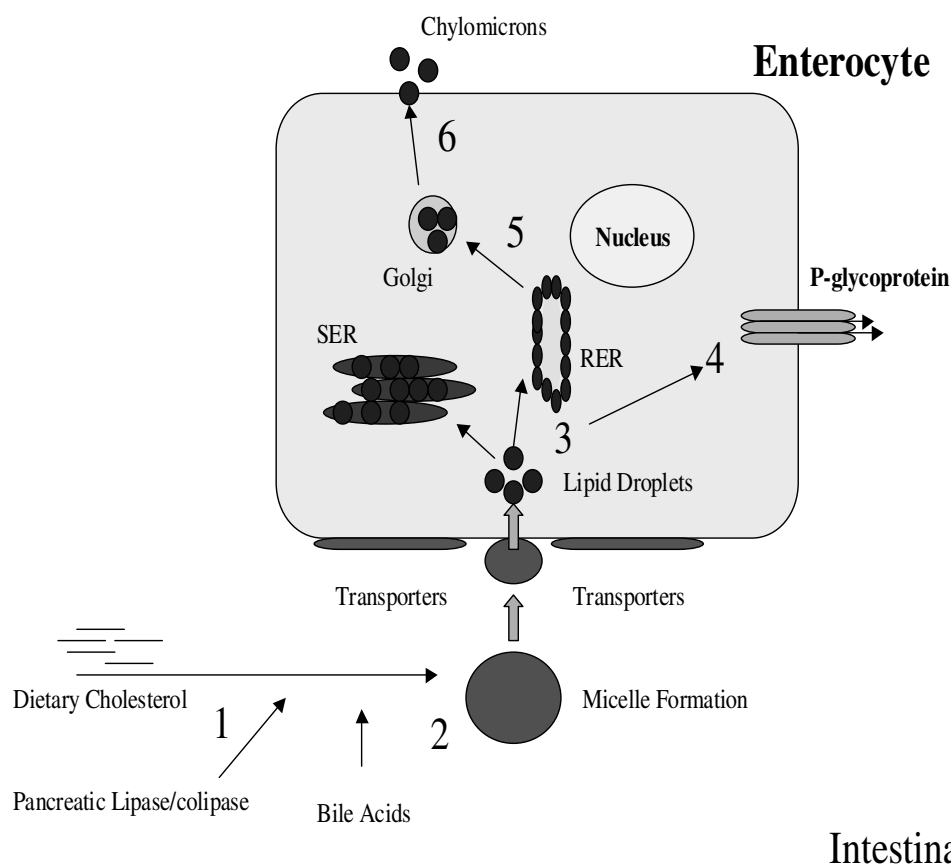 Chylomicrons
Enterocyte
6
5
Nucleus
Golgi
P-glycoprotein
SER
RER
4
3
Lipid Droplets
Transporters
Transporters
Dietary Cholesterol
Micelle Formation
1
2
Pancreatic Lipase/colipase
Bile Acids
Intestina